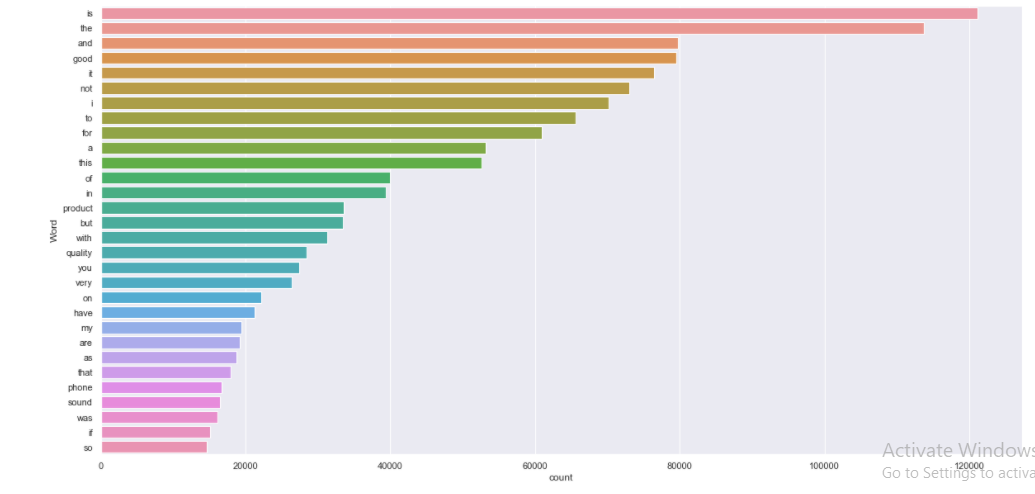 is
the
and
good
it
not
i
to
for
a
this
of
in
product
but
with
quality
you
very
on
have
my
are
as
that
phone
sound
was
if
so
Word
0 20000 40000 60000 80000 100000 120000
count
Activate Windows
Go to Settings to activa